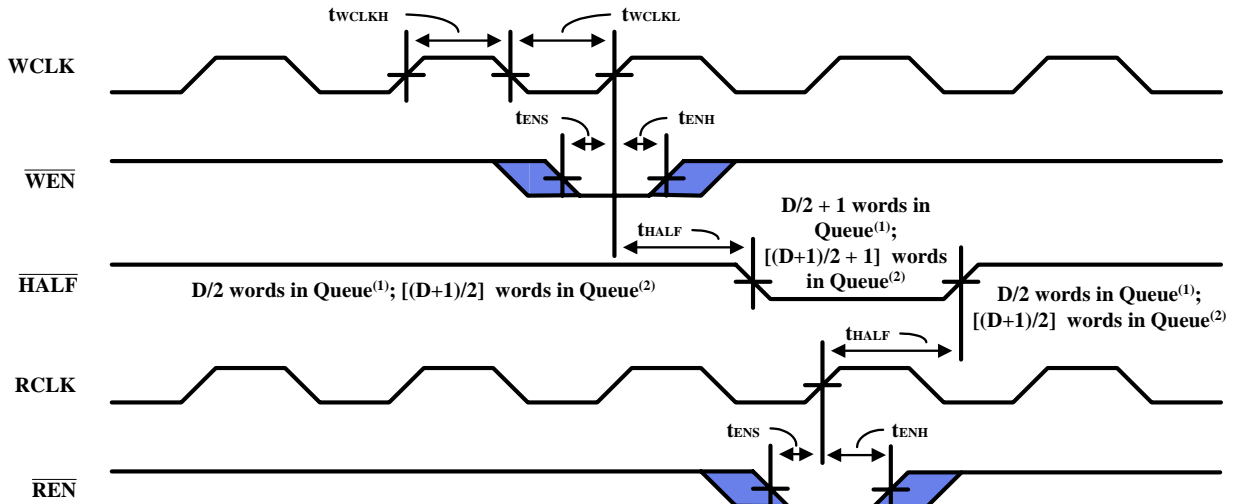 tWCLKH
tWCLKL
WCLK
tENS
tENH
WEN
D/2 + 1 words in
Queue(1);
[(D+1)/2 + 1] words
in Queue(2)
tHALF
HALF
D/2 words in Queue(1); [(D+1)/2] words in Queue(2)
D/2 words in Queue(1);
[(D+1)/2] words in Queue(2)
tHALF
RCLK
tENS
tENH
REN